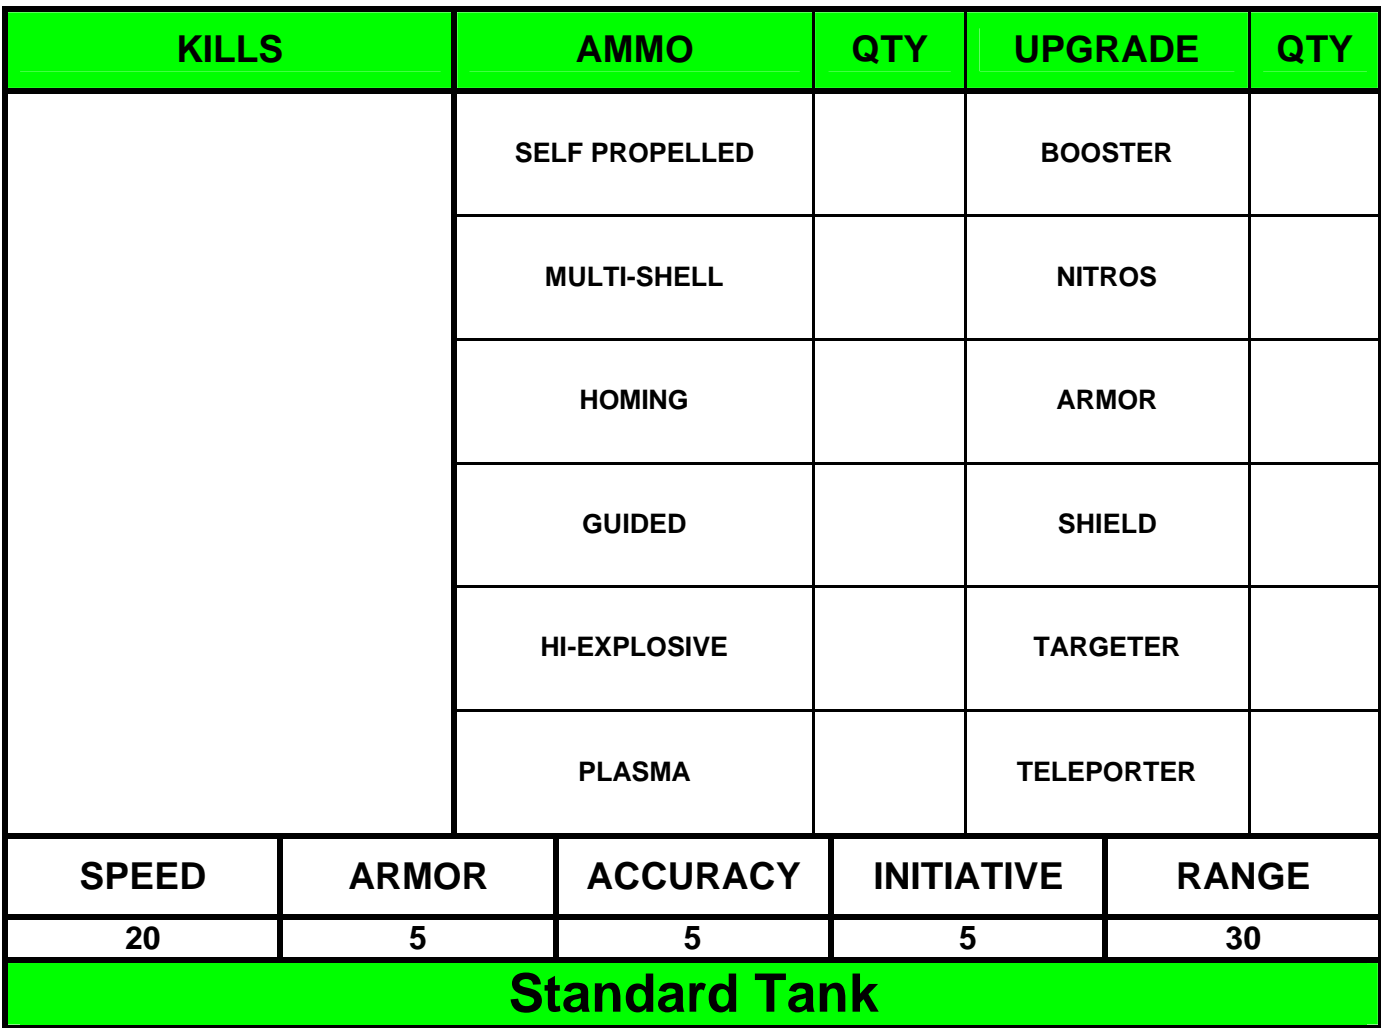 KILLS AMMO QTY UPGRADE QTY
SELF PROPELLED BOOSTER
MULTI-SHELL NITROS
HOMING ARMOR
GUIDED SHIELD
HI-EXPLOSIVE TARGETER
PLASMA TELEPORTER
SPEED ARMOR ACCURACY INITIATIVE RANGE
20 5 5 5 30
Standard Tank